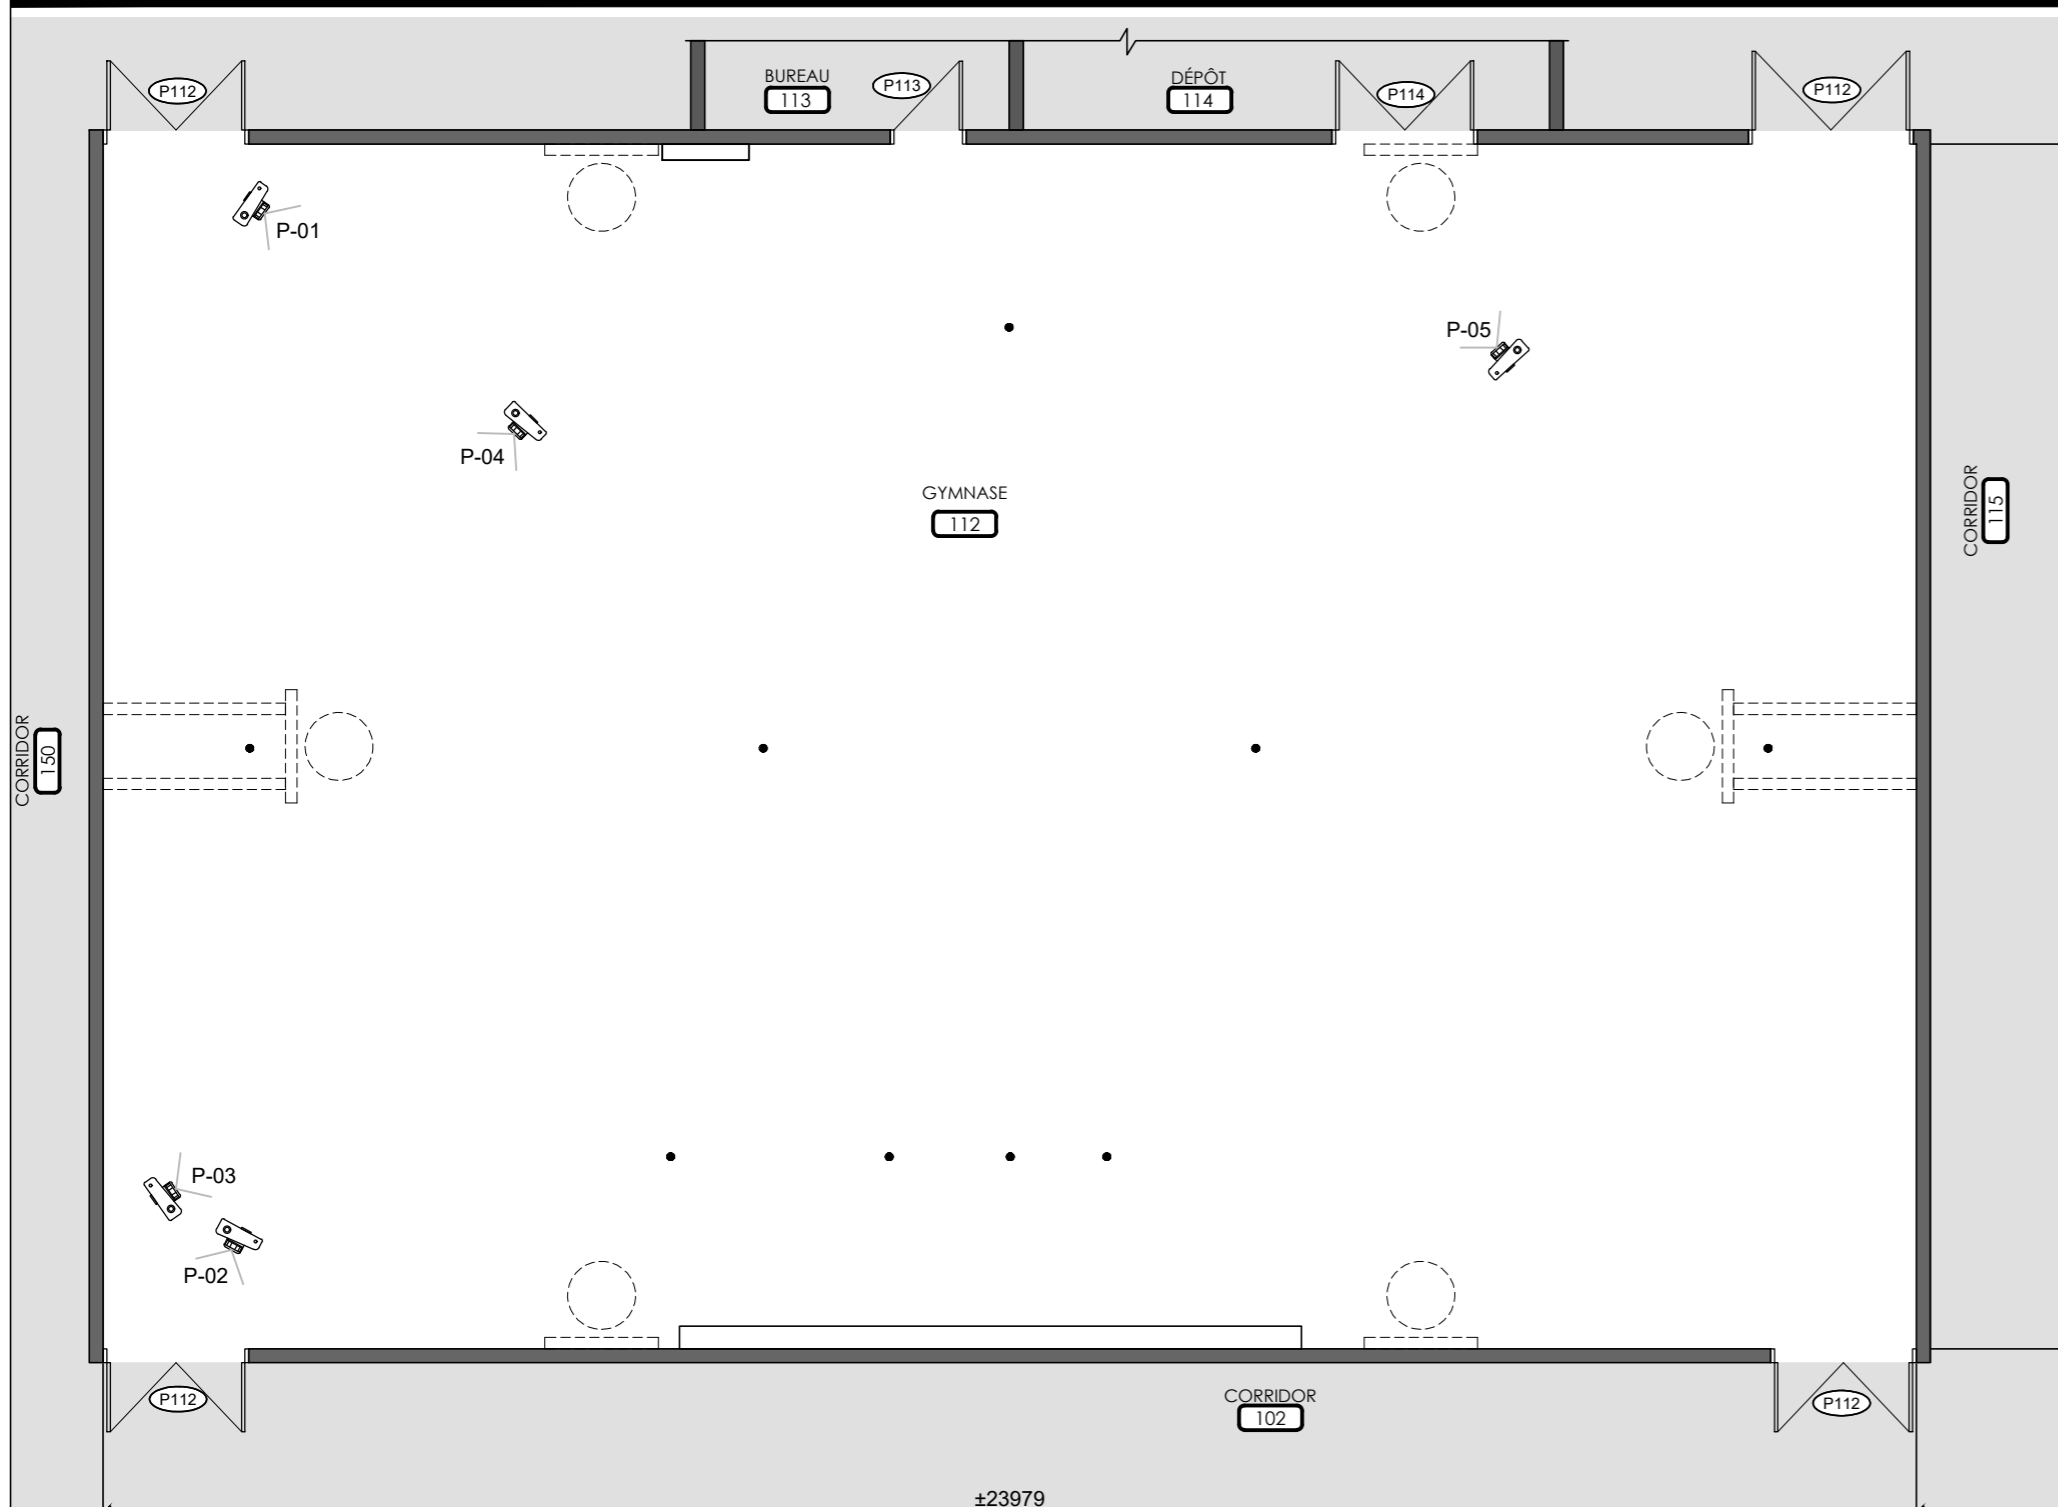 BUREAU
113
P113
DÉPÔT
114
P114
P112
P112
P-01
P-05
P-04
GYMNASE
112
CORRIDOR
115
CORRIDOR
150
P-03
P-02
P112
CORRIDOR
102
P112
±23979